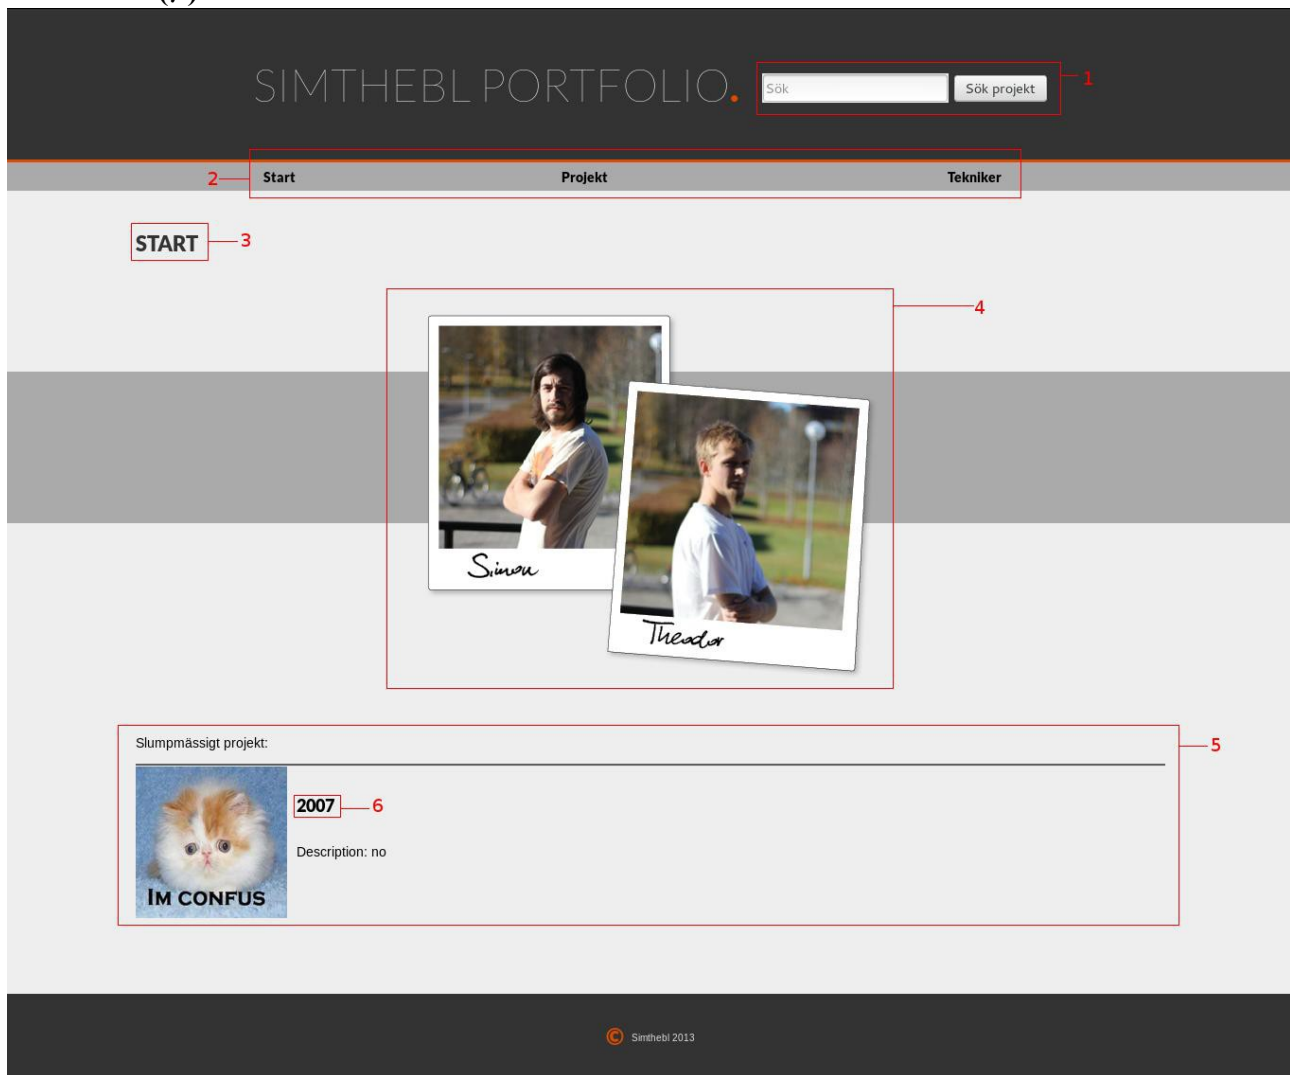 SIMTHEBL PORTFOLIO.
Sök
Sök projekt
1
2
Start
Projekt
Tekniker
START
3
4
Simon
Theodor
Slumpmässigt projekt:
5
2007
6
Description: no
IM CONFUS
© Simthebl 2013